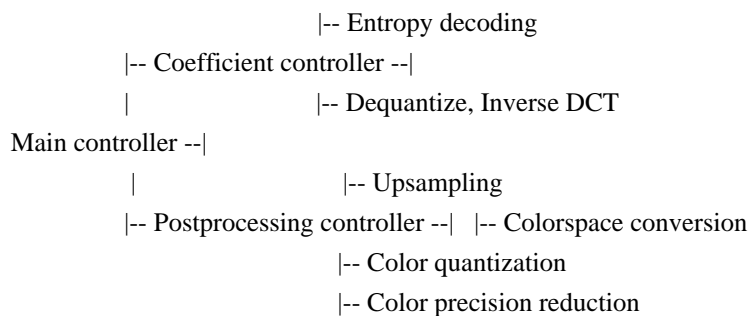 |-- Entropy decoding
|-- Coefficient controller --|
| |-- Dequantize, Inverse DCT
Main controller --|
| |-- Upsampling
|-- Postprocessing controller --| |-- Colorspace conversion
|-- Color quantization
|-- Color precision reduction